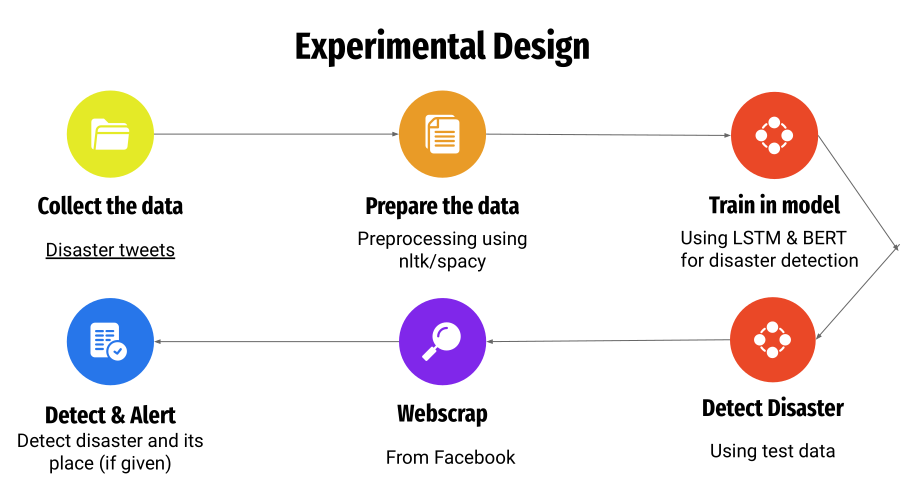 Experimental Design
Collect the data
Disaster tweets
Prepare the data
Preprocessing using
nltk/spacy
Train in model
Using LSTM & BERT
for disaster detection
Detect Disaster
Using test data
Webscrap
From Facebook
Detect & Alert
Detect disaster and its
place (if given)